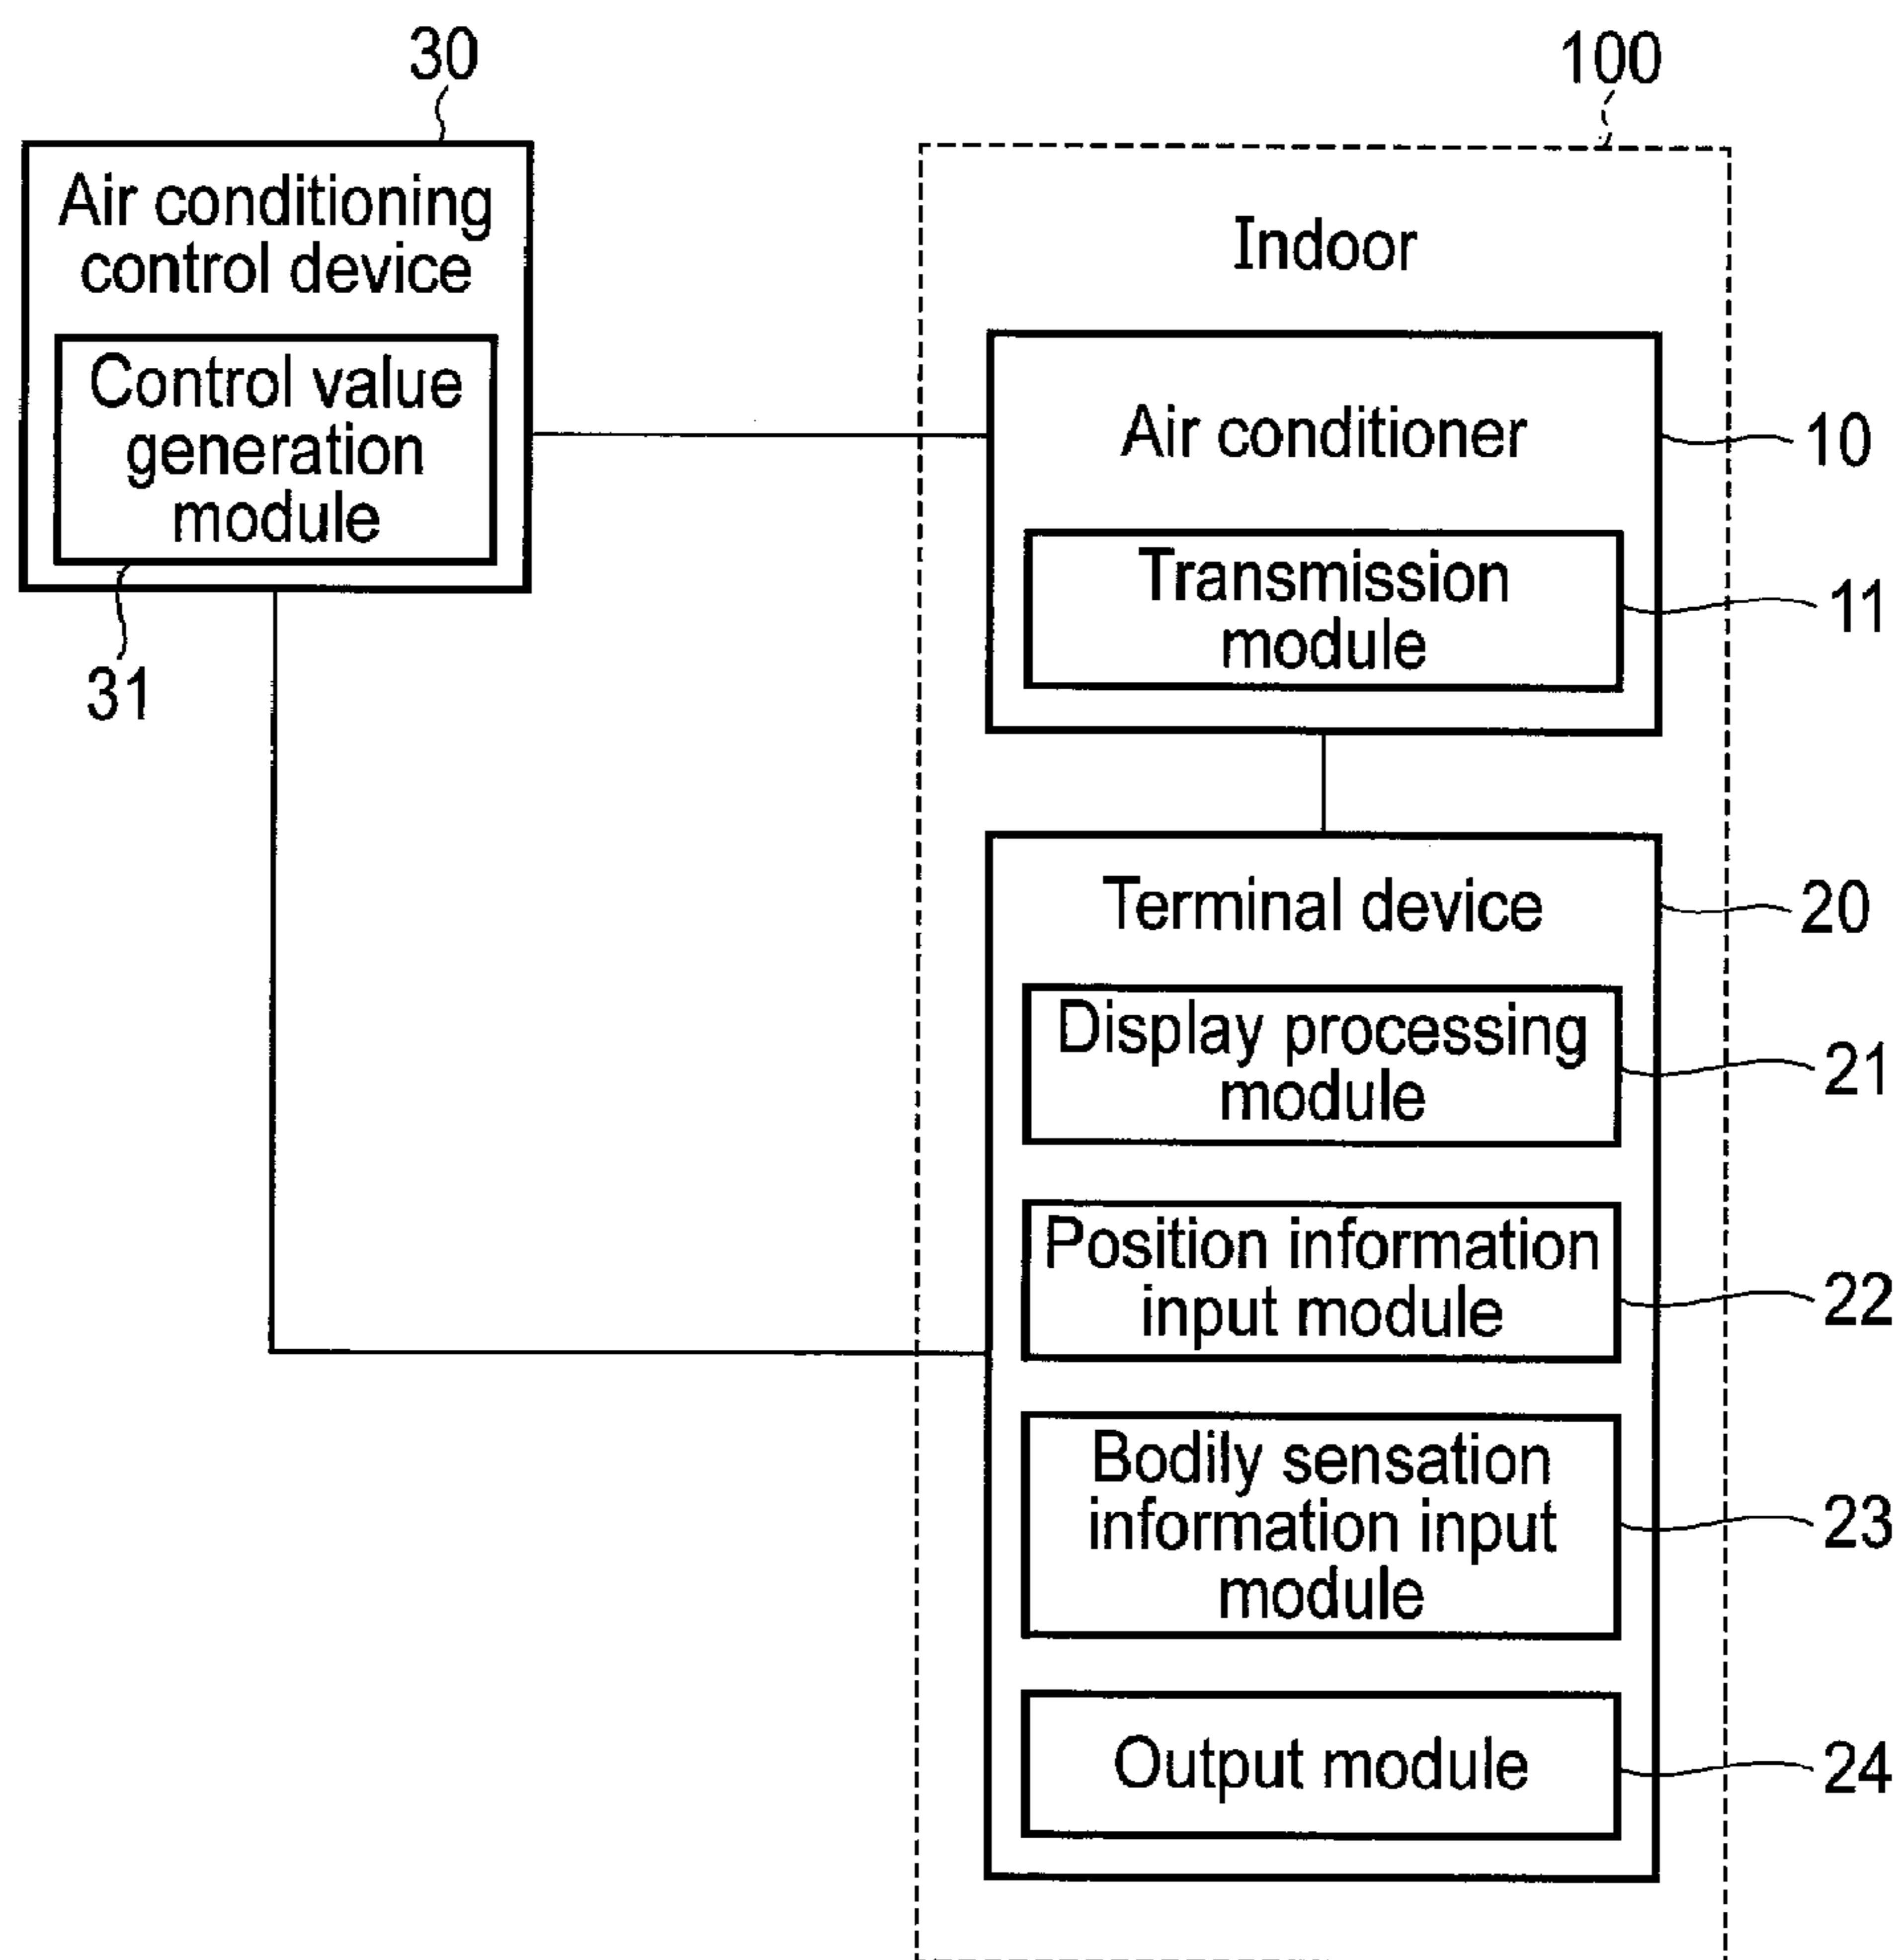 30
100
Air conditioning
control device
Control value
generation
module
31
Indoor
Air conditioner
10
Transmission
module
11
Terminal device
20
Display processing
module
21
Position information
input module
22
Bodily sensation
information input
module
23
Output module
24